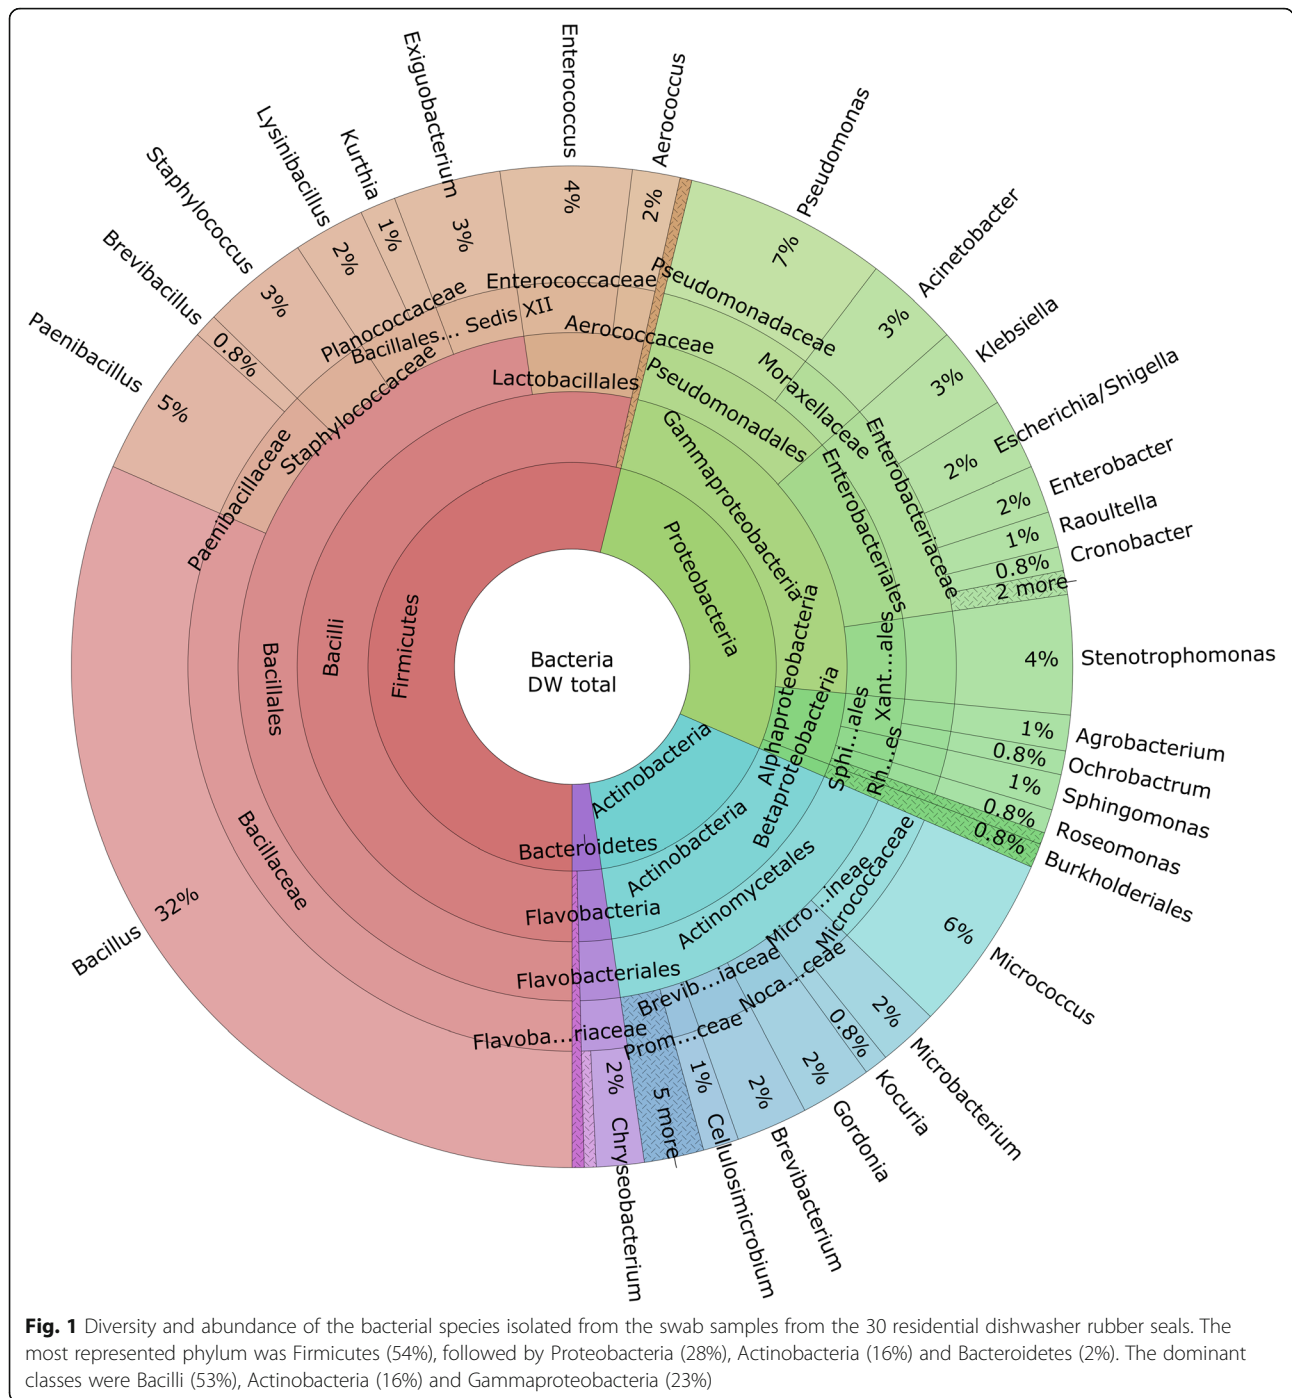 Enterococcus
Exiguobacterium
Aerococcus
Lysinibacillus
Kurthia
Staphylococcus
Brevibacillus
Paenibacillus
Pseudomonas
Acinetobacter
Klebsiella
Escherichia/Shigella
Enterobacter
Raoultella
Cronobacter
2 more
Stenotrophomonas
Agrobacterium
Ochrobactrum
Sphingomonas
Roseomonas
Burkholderiales
Micrococcus
Microbacterium
Kocuria
Gordonia
Brevibacterium
Cellulosimicrobium
5 more
Chryseobacterium
Bacillus
5%
0.8%
3%
2%
1%
3%
4%
2%
7%
3%
3%
2%
2%
1%
0.8%
4%
1%
0.8%
1%
0.8%
0.8%
6%
2%
0.8%
2%
2%
1%
2%
32%
Planococcaceae
Bacillales... Sedis XII
Staphylococcaceae
Paenibacillaceae
Enterococcaceae
Aerococcaceae
Lactobacillales
Pseudomonadaceae
Moraxellaceae
Pseudomonadales
Enterobacteriaceae
Enterobacteriales
Gammaproteobacteria
Proteobacteria
Alphaproteobacteria
Betaproteobacteria
Xant...ales
Sphi...ales
Rh...es
Firmicutes
Bacilli
Bacillales
Bacillaceae
Bacteria
DW total
Actinobacteria
Actinobacteria
Actinomycetales
Micro...ineae
Micrococcaceae
Brevib...iaceae
Noca...ceae
Prom...ceae
Bacteroidetes
Flavobacteria
Flavobacteriales
Flavoba...riaceae
Fig. 1 Diversity and abundance of the bacterial species isolated from the swab samples from the 30 residential dishwasher rubber seals. The
most represented phylum was Firmicutes (54%), followed by Proteobacteria (28%), Actinobacteria (16%) and Bacteroidetes (2%). The dominant
classes were Bacilli (53%), Actinobacteria (16%) and Gammaproteobacteria (23%)